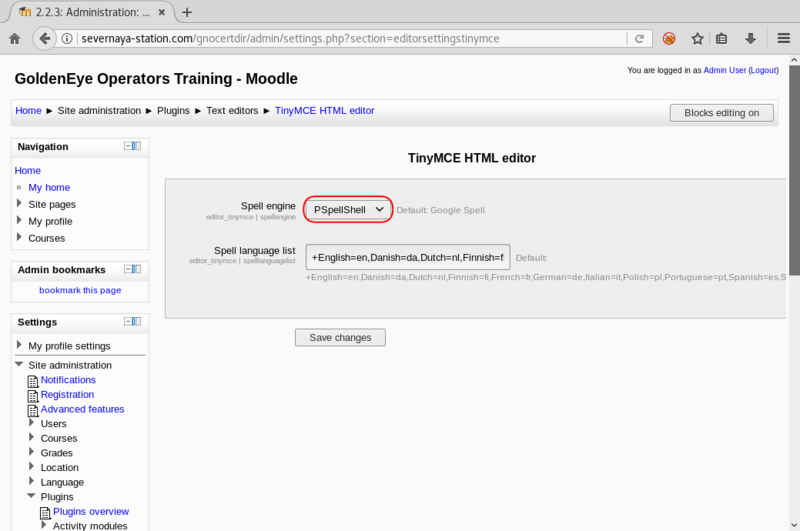 2.2.3: Administration: ...
severnaya-station.com/gnocertdir/admin/settings.php?section=editorsettingstinymce
GoldenEye Operators Training - Moodle
You are logged in as Admin User (Logout)
Home ► Site administration ► Plugins ► Text editors ► TinyMCE HTML editor
Blocks editing on
Navigation
Home
My home
Site pages
My profile
Courses
Admin bookmarks
bookmark this page
Settings
My profile settings
Site administration
Notifications
Registration
Advanced features
Users
Courses
Grades
Location
Language
Plugins
Plugins overview
Activity modules
TinyMCE HTML editor
Spell engine
editor_tinymce | spellengine
PSpellShell
Default: Google Spell
Spell language list
editor_tinymce | spelllanguagelist
+English=en,Danish=da,Dutch=nl,Finnish=f
Default:
+English=en,Danish=da,Dutch=nl,Finnish=fi,French=fr,German=de,Italian=it,Polish=pl,Portuguese=pt,Spanish=es,S
Save changes